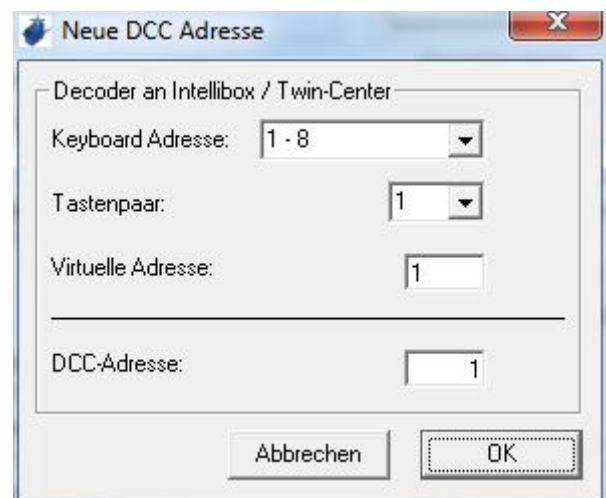 Neue DCC Adresse
Decoder an Intellibox / Twin-Center
Keyboard Adresse: 1 - 8
Tastenpaar: 1
Virtuelle Adresse: 1
DCC-Adresse: 1
Abbrechen OK